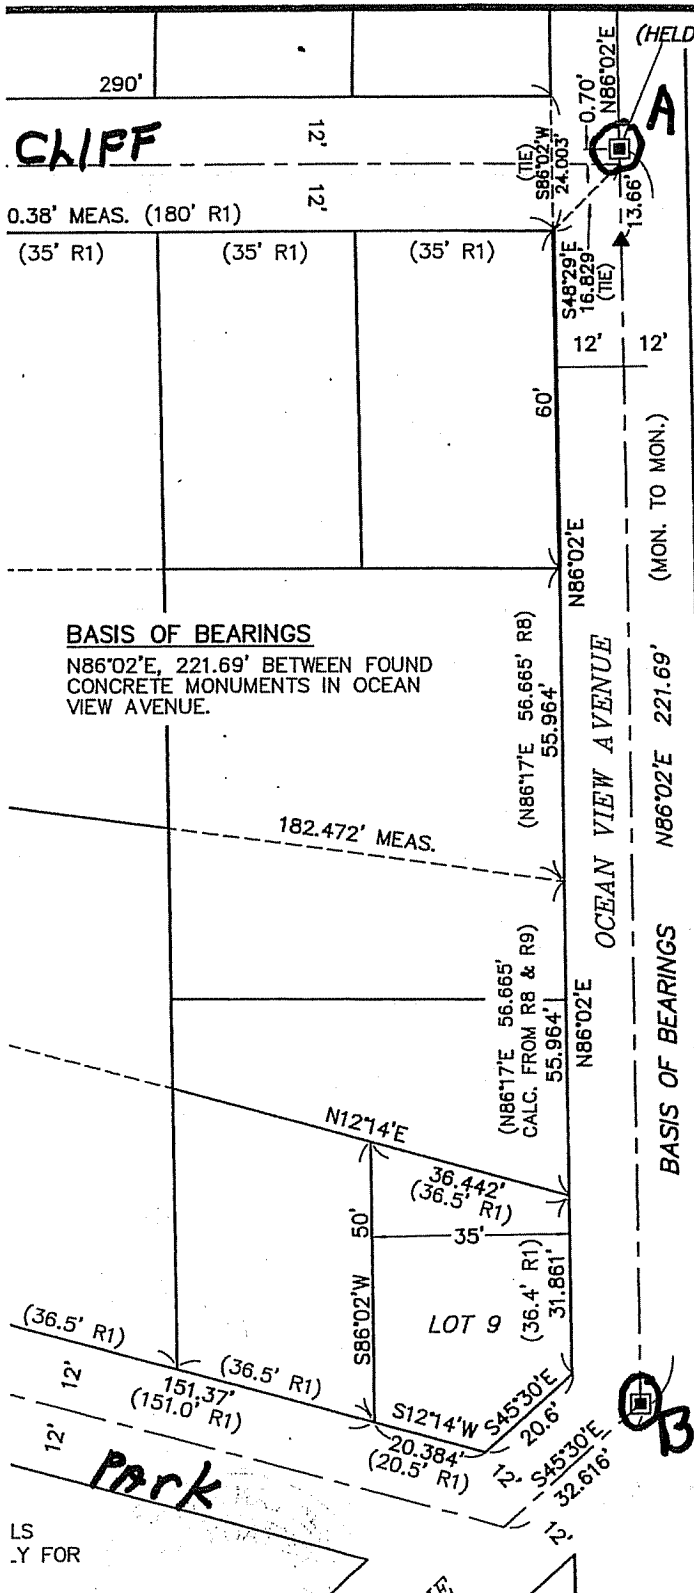 (HELD
N86°02'E
0.70'
A
290'
CLIFF
12'
12'
(TIE)
S86°02'W
24.003'
13.66'
0.38' MEAS. (180' R1)
(35' R1)
(35' R1)
(35' R1)
S48°29'E
16.829'
(TIE)
12'
12'
60'
(MON. TO MON.)
N86°02'E
BASIS OF BEARINGS
N86°02'E, 221.69' BETWEEN FOUND
CONCRETE MONUMENTS IN OCEAN
VIEW AVENUE.
(N86°17'E 56.665' R8)
55.964'
OCEAN VIEW AVENUE
N86°02'E 221.69'
182.472' MEAS.
(N86°17'E 56.665'
CALC. FROM R8 & R9)
55.964'
N86°02'E
BASIS OF BEARINGS
N12°14'E
36.442'
(36.5' R1)
50'
35'
S86°02'W
(36.4' R1)
31.861'
LOT 9
(36.5' R1)
(36.5' R1)
12'
151.37'
(151.0' R1)
12'
S12°14'W
20.384'
(20.5' R1)
S45°30'E
20.6'
12'
S45°30'E
32.616'
12'
B
PARK
LS
LY FOR